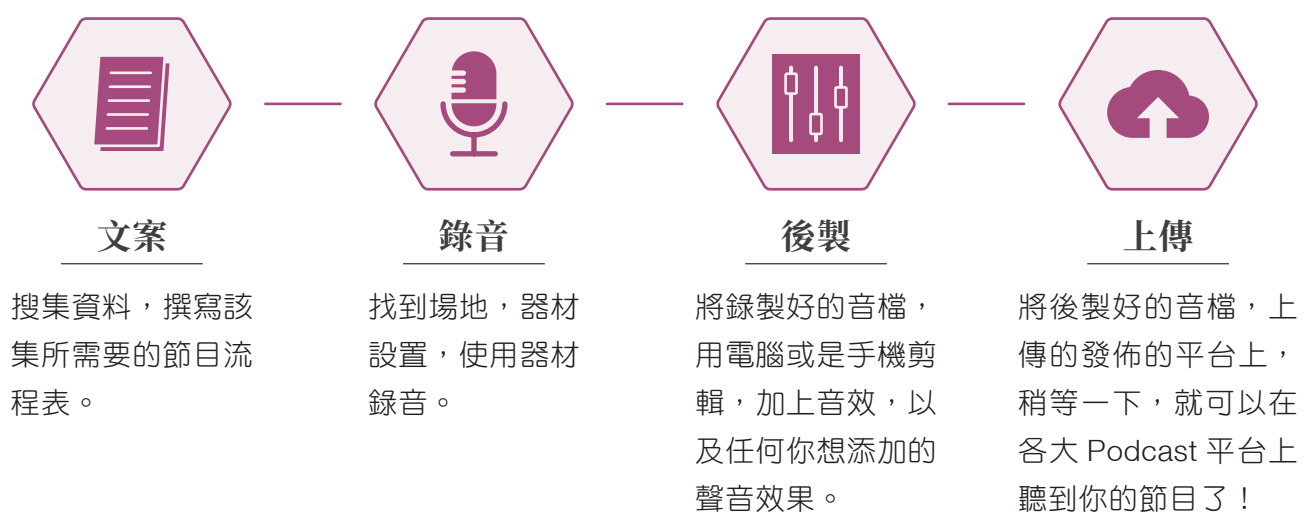 文案
搜集資料，撰寫該
集所需要的節目流
程表。
錄音
找到場地，器材
設置，使用器材
錄音。
後製
將錄製好的音檔，
用電腦或是手機剪
輯，加上音效，以
及任何你想添加的
聲音效果。
上傳
將後製好的音檔，上
傳的發佈的平台上，
稍等一下，就可以在
各大 Podcast 平台上
聽到你的節目了！